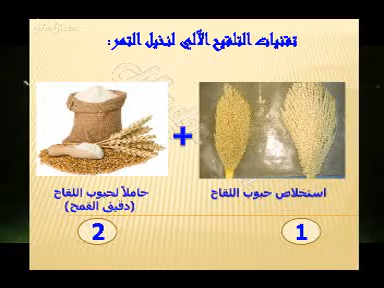 تقنيات التلقيح الآلي لنخيل التمر:
+
استخلاص حبوب اللقاح
حاملاً لحبوب اللقاح
(دقيق القمح)
1
2